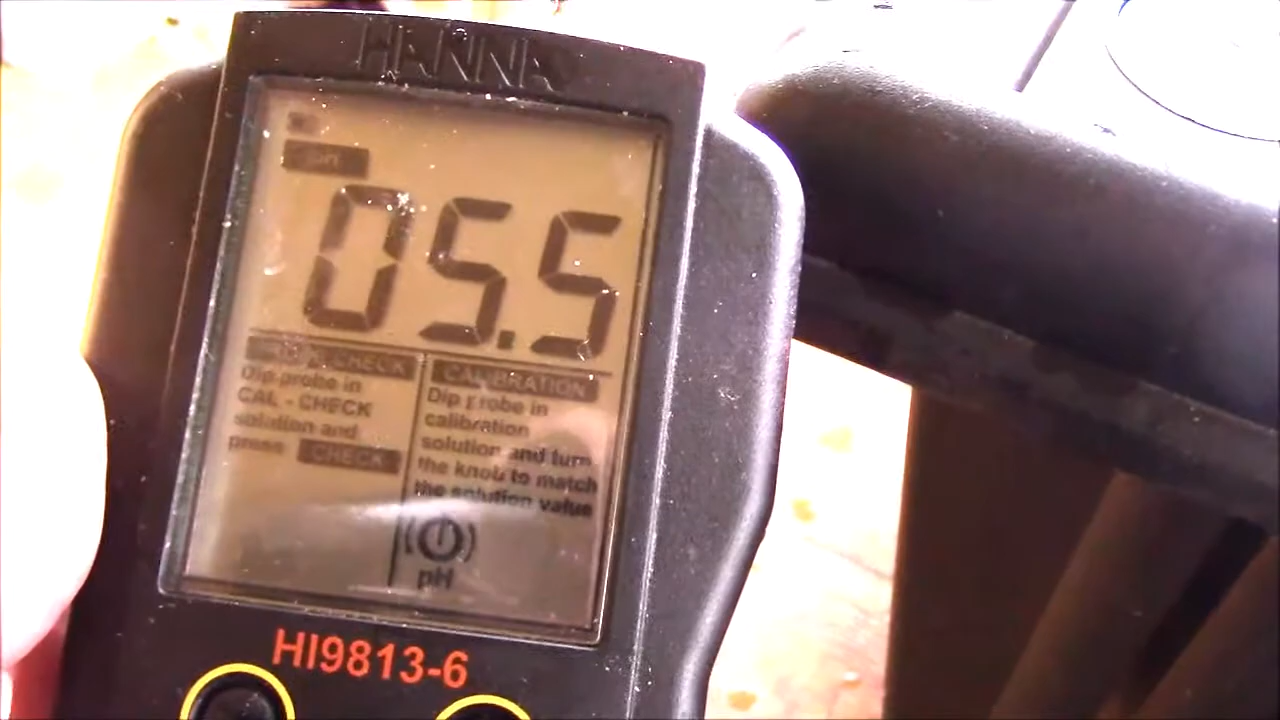 HANNA
pH
05.5
CHECK
CALIBRATION
Dip probe in
CAL - CHECK
solution and
press CHECK
Dip probe in
calibration
solution and turn
the knob to match
the solution value
pH
HI9813-6